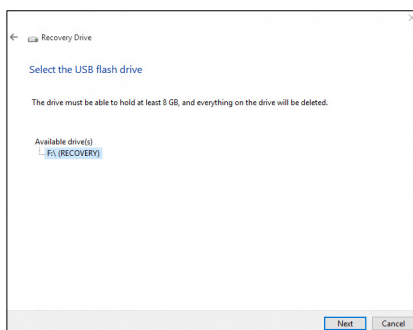 Recovery Drive
Select the USB flash drive
The drive must be able to hold at least 8 GB, and everything on the drive will be deleted.
Available drive(s)
F:\ (RECOVERY)
Next Cancel